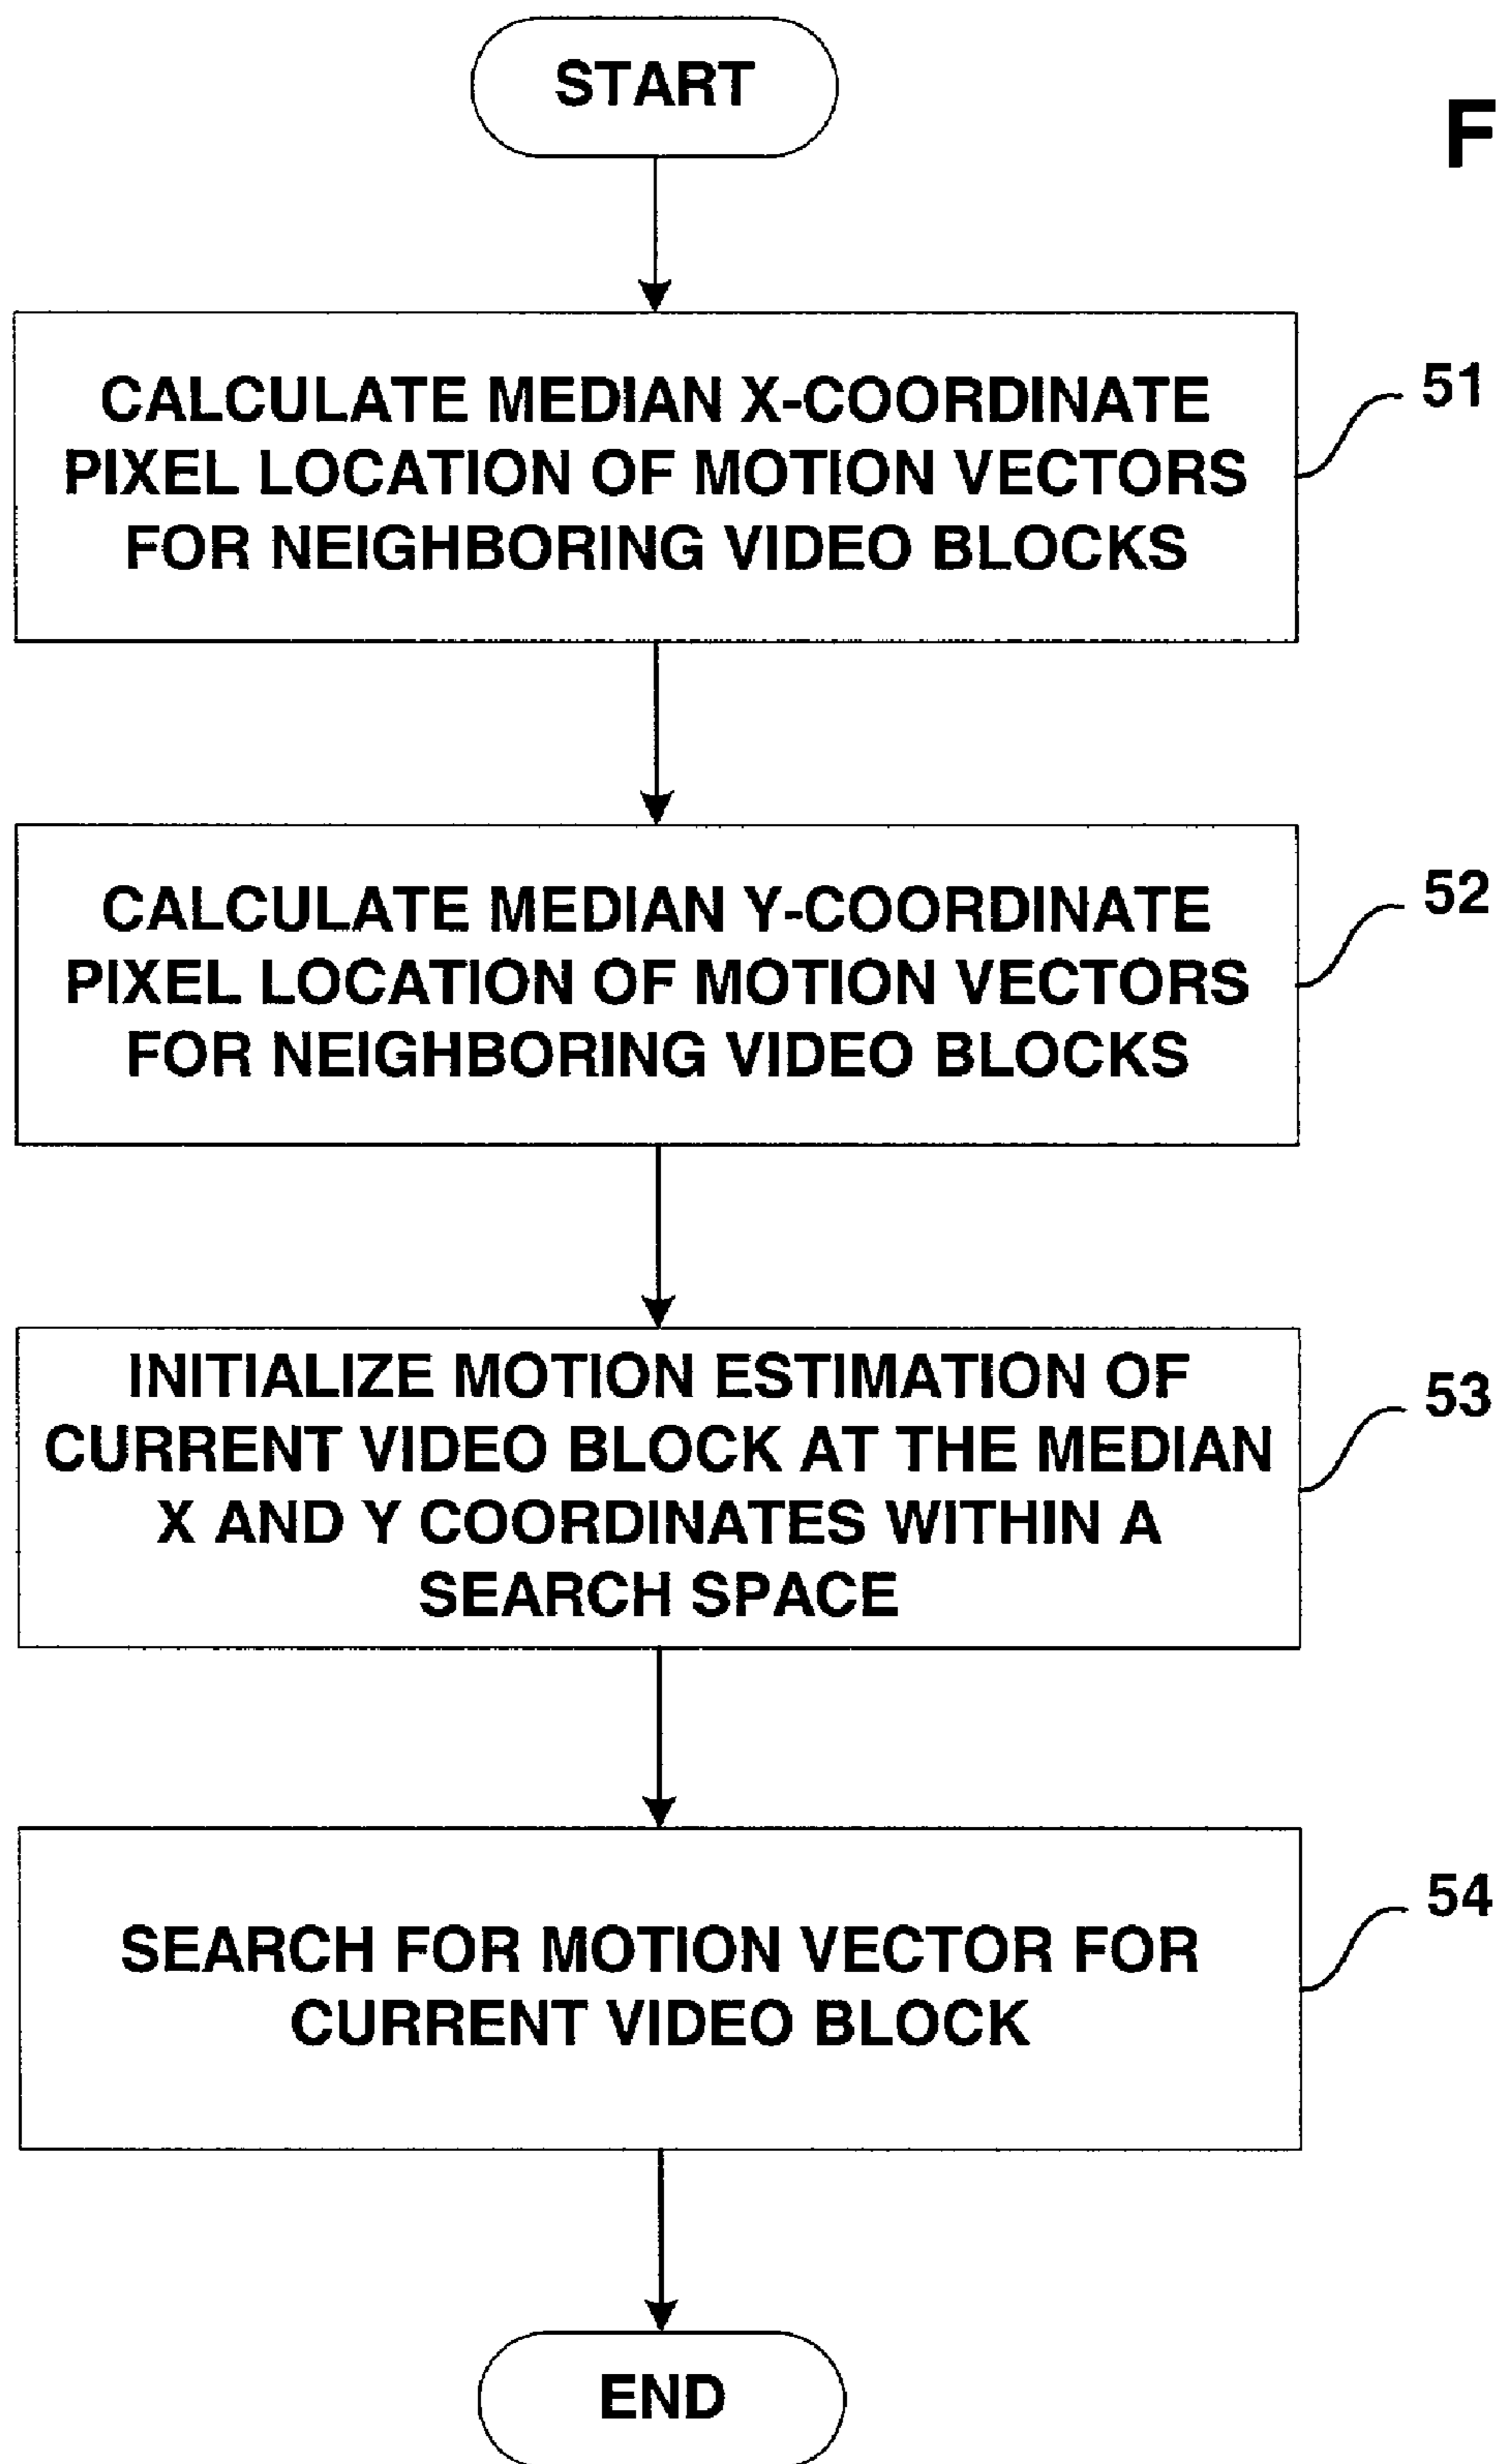 START
F
CALCULATE MEDIAN X-COORDINATE
PIXEL LOCATION OF MOTION VECTORS
FOR NEIGHBORING VIDEO BLOCKS
51
CALCULATE MEDIAN Y-COORDINATE
PIXEL LOCATION OF MOTION VECTORS
FOR NEIGHBORING VIDEO BLOCKS
52
INITIALIZE MOTION ESTIMATION OF
CURRENT VIDEO BLOCK AT THE MEDIAN
X AND Y COORDINATES WITHIN A
SEARCH SPACE
53
SEARCH FOR MOTION VECTOR FOR
CURRENT VIDEO BLOCK
54
END